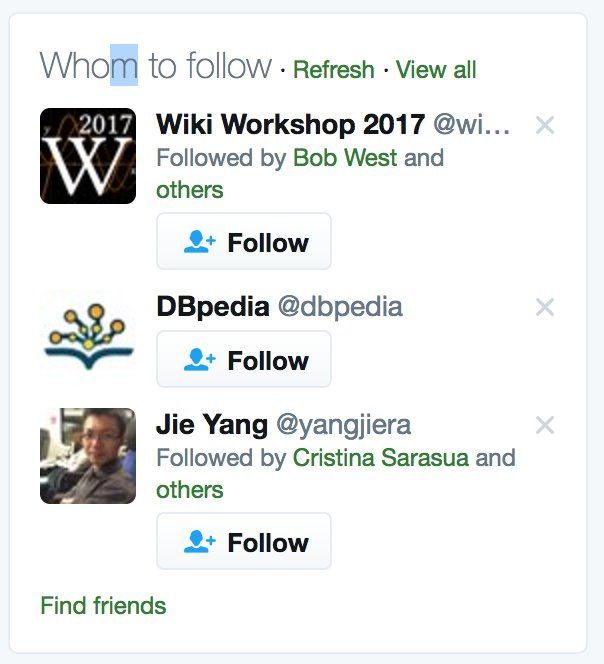 Whom to follow · Refresh · View all
2017
W
Wiki Workshop 2017 @wi...
Followed by Bob West and
others
Follow
DBpedia @dbpedia
Follow
Jie Yang @yangjiera
Followed by Cristina Sarasua and
others
Follow
Find friends